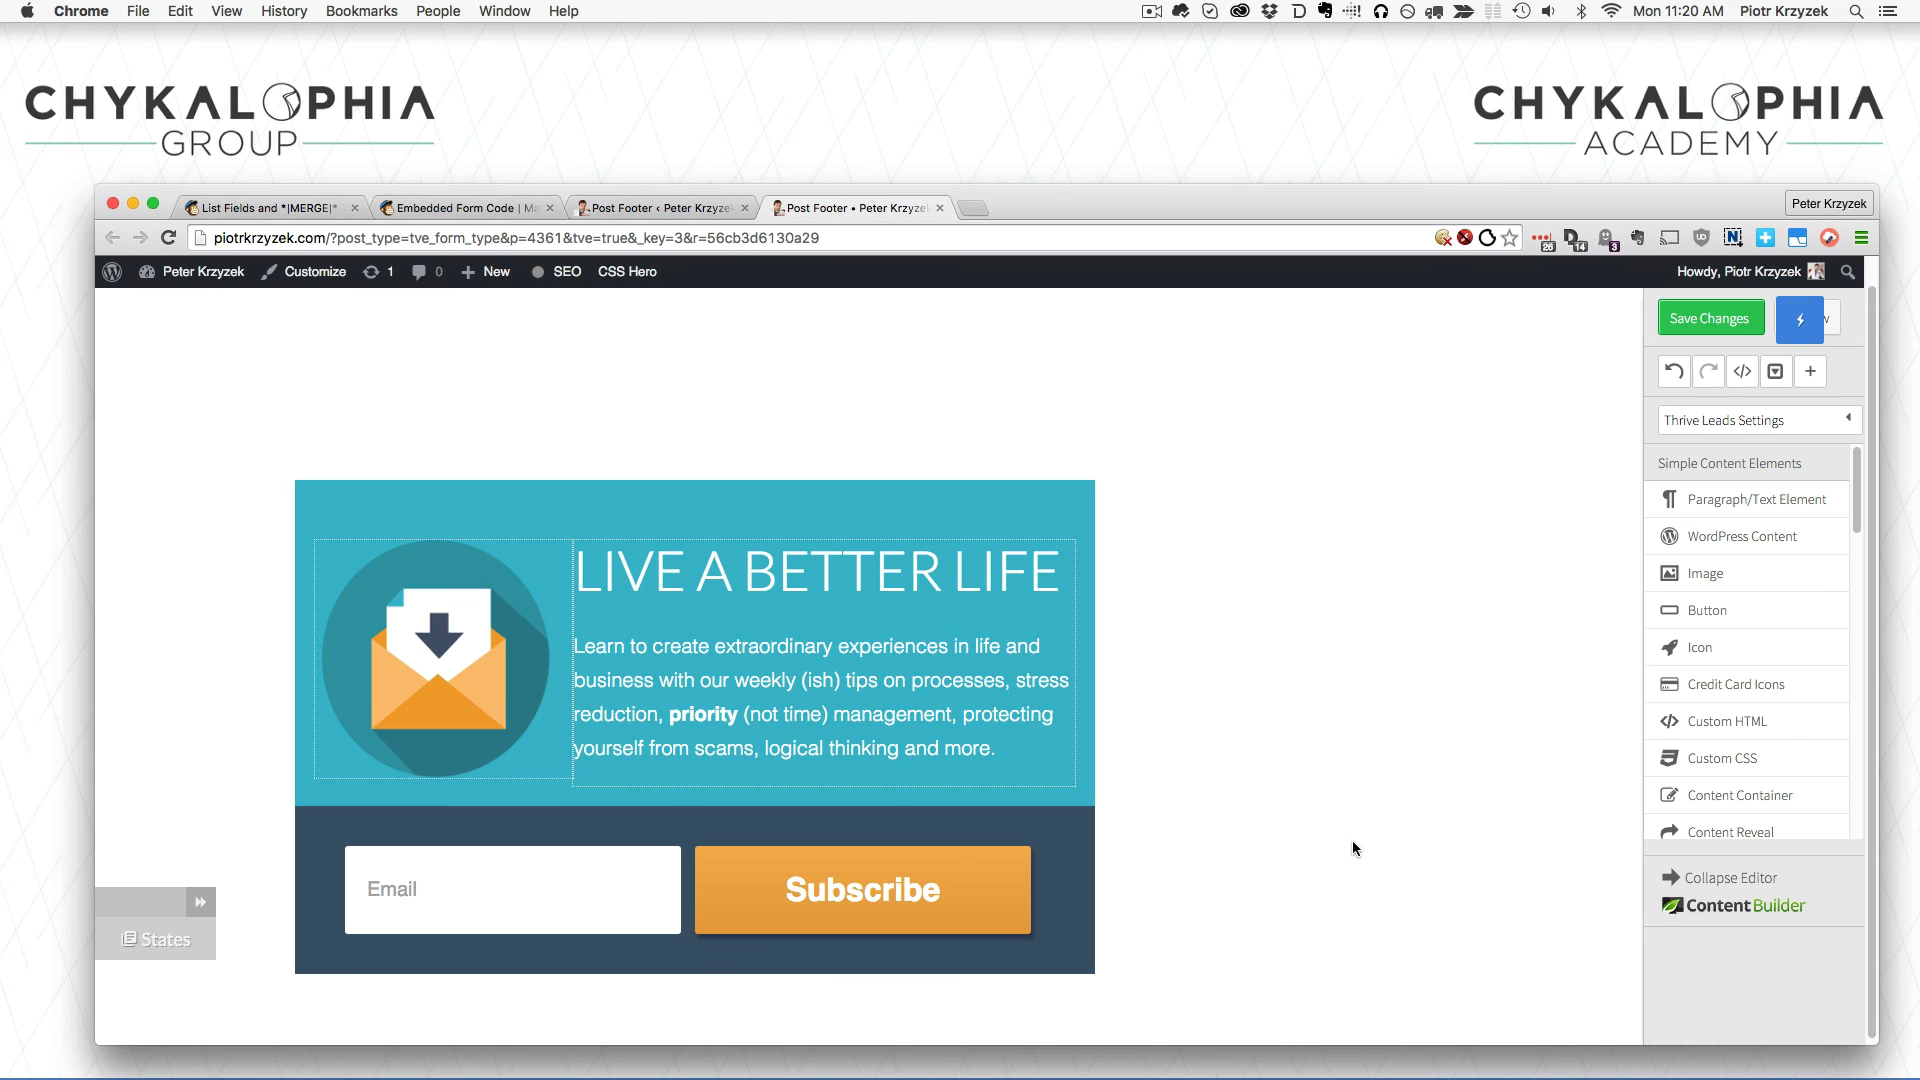 Chrome File Edit View History Bookmarks People Window Help Mon 11:20 AM Piotr Krzyzek
CHYKALOPHIA
GROUP
CHYKALOPHIA
ACADEMY
List Fields and *|MERGE|* Embedded Form Code | Ma Post Footer ‹ Peter Krzyzek Post Footer • Peter Krzyzek Peter Krzyzek
piotrkrzyzek.com/?post_type=tve_form_type&p=4361&tve=true&_key=3&r=56cb3d6130a29 26 14 3
Peter Krzyzek Customize 1 0 New SEO CSS Hero Howdy, Piotr Krzyzek
Save Changes
Thrive Leads Settings
Simple Content Elements
Paragraph/Text Element
WordPress Content
Image
Button
Icon
Credit Card Icons
Custom HTML
Custom CSS
Content Container
Content Reveal
Collapse Editor
Content Builder
LIVE A BETTER LIFE
Learn to create extraordinary experiences in life and
business with our weekly (ish) tips on processes, stress
reduction, priority (not time) management, protecting
yourself from scams, logical thinking and more.
Email
Subscribe
States